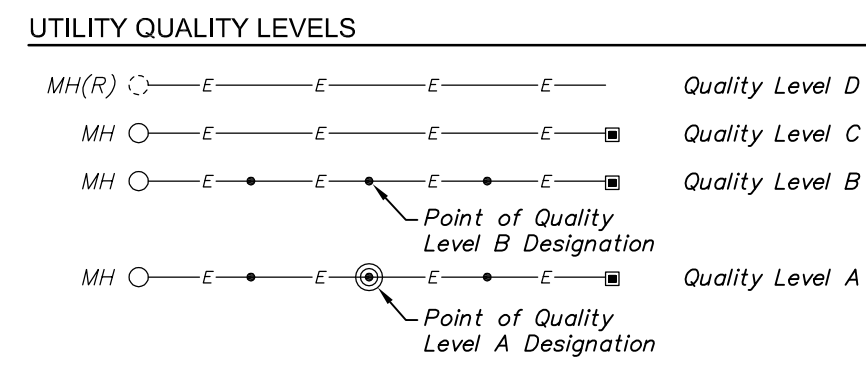 UTILITY QUALITY LEVELS
MH(R) E E E E Quality Level D
MH E E E E Quality Level C
MH E E E E Quality Level B
Point of Quality
Level B Designation
MH E E E E Quality Level A
Point of Quality
Level A Designation